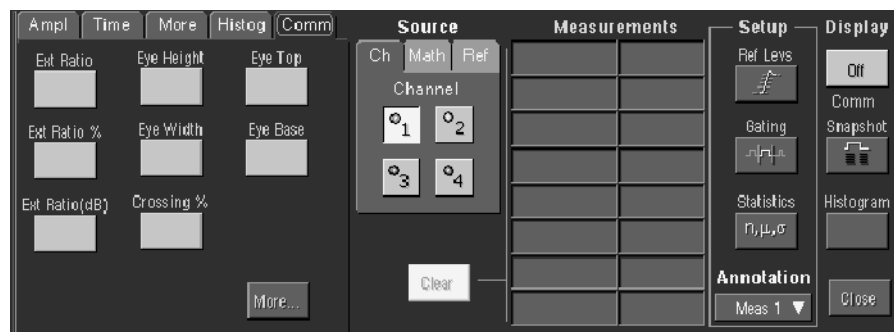 Ampl Time More Histog Comm
Ext Ratio Eye Height Eye Top
Ext Ratio % Eye Width Eye Base
Ext Ratio(dB) Crossing %
More...
Source
Ch Math Ref
Channel
1 2
3 4
Clear
Measurements
Setup
Ref Levs
Gating
Statistics
n,μ,σ
Annotation
Meas 1 ▼
Display
Off
Comm
Snapshot
Histogram
Close